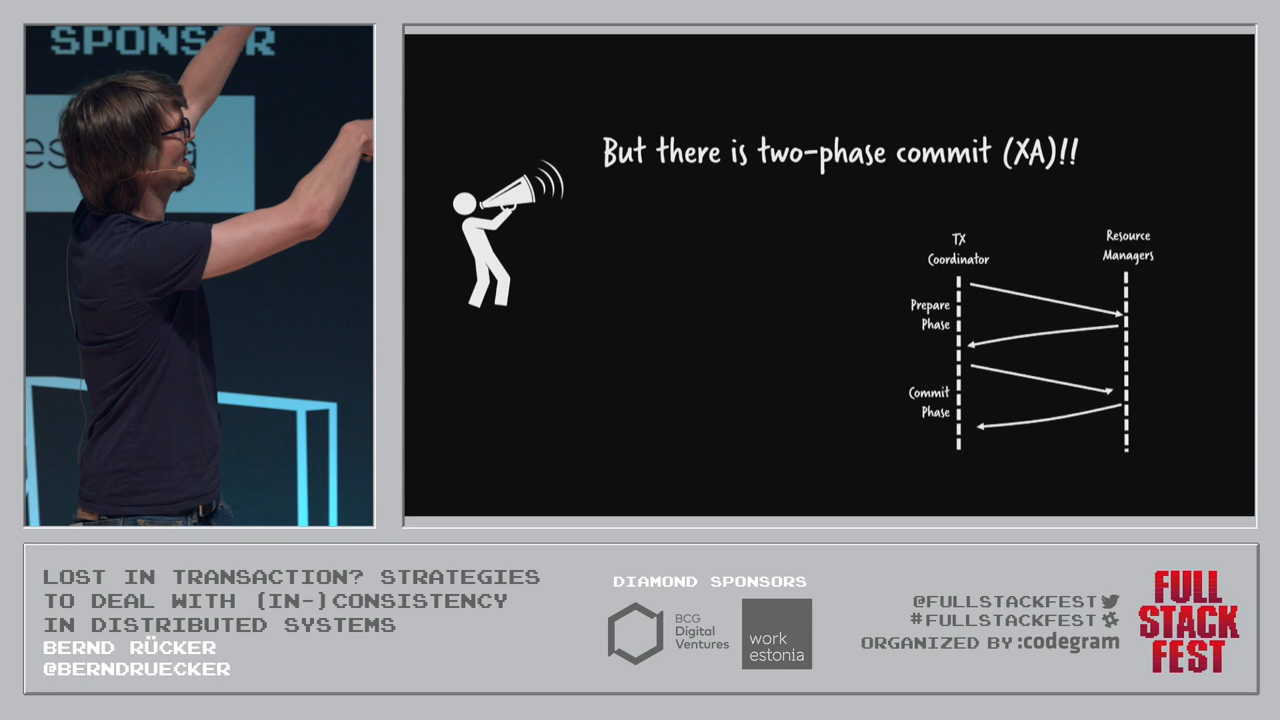 SPONSOR
es
a
But there is two-phase commit (XA)!!
TX
Coordinator
Resource
Managers
Prepare
Phase
Commit
Phase
LOST IN TRANSACTION? STRATEGIES
TO DEAL WITH (IN-)CONSISTENCY
IN DISTRIBUTED SYSTEMS
BERND RÜCKER
@BERNDRUECKER
DIAMOND SPONSORS
BCG
Digital
Ventures
work
estonia
@FULLSTACKFEST
#FULLSTACKFEST
ORGANIZED BY :codegram
FULL
STACK
FEST